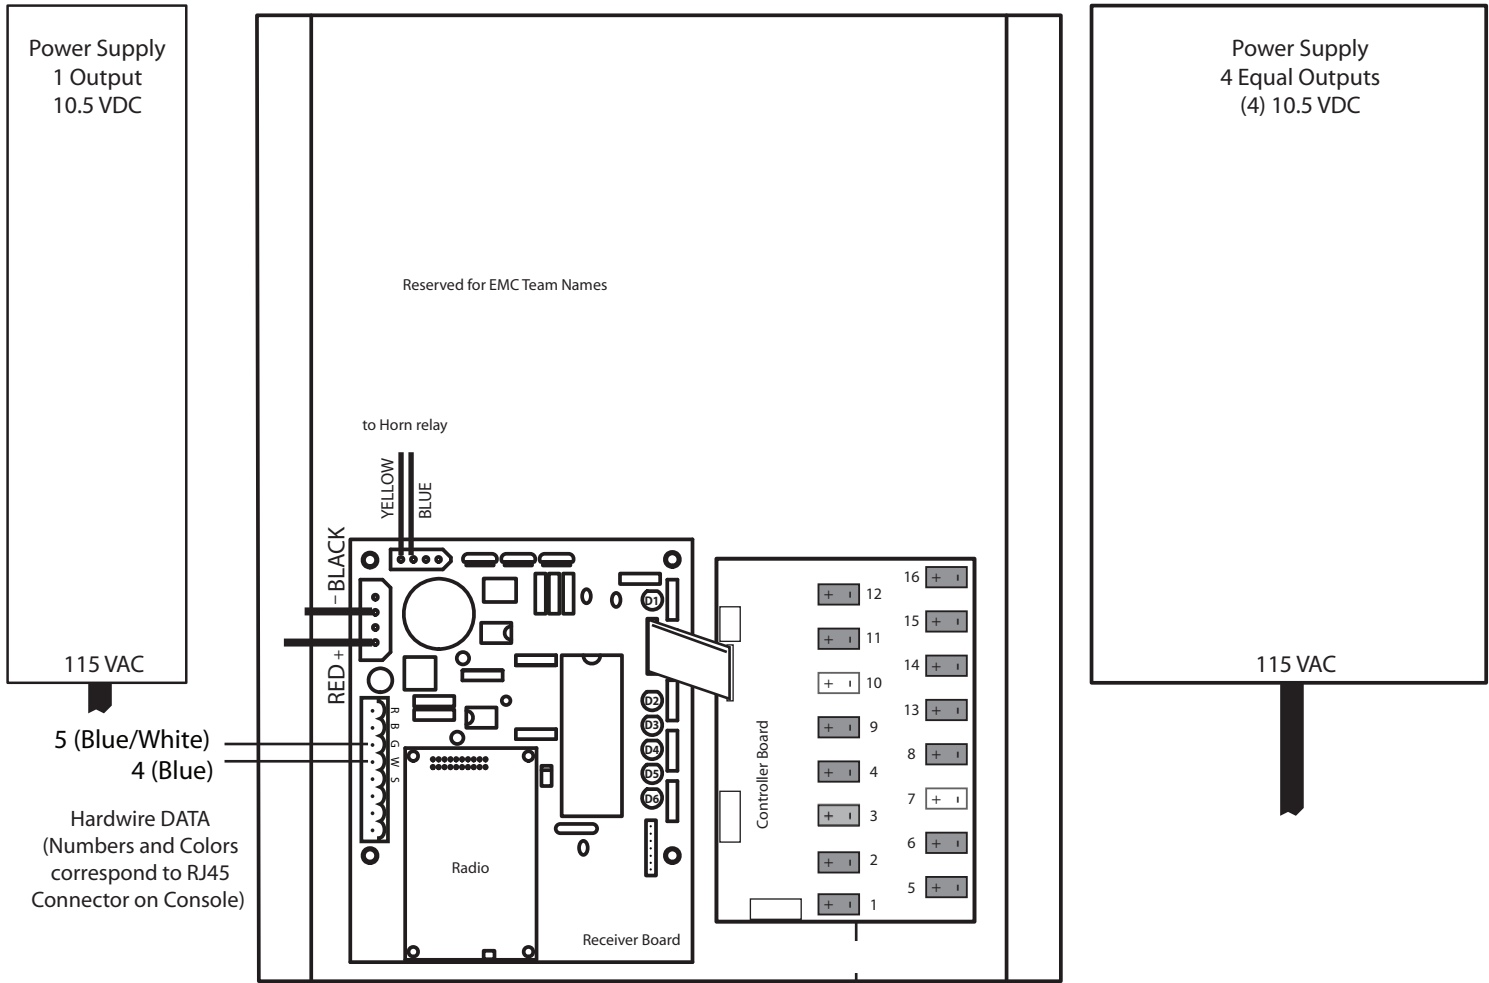 Power Supply
1 Output
10.5 VDC
115 VAC
Power Supply
4 Equal Outputs
(4) 10.5 VDC
115 VAC
Reserved for EMC Team Names
to Horn relay
YELLOW
BLUE
– BLACK
RED +
5 (Blue/White)
4 (Blue)
Hardwire DATA
(Numbers and Colors
correspond to RJ45
Connector on Console)
R
B
G
W
S
D1
D2
D3
D4
D5
D6
Radio
Receiver Board
Controller Board
+ - 12
+ - 11
+ - 10
+ - 9
+ - 4
+ - 3
+ - 2
+ - 1
16 + -
15 + -
14 + -
13 + -
8 + -
7 + -
6 + -
5 + -